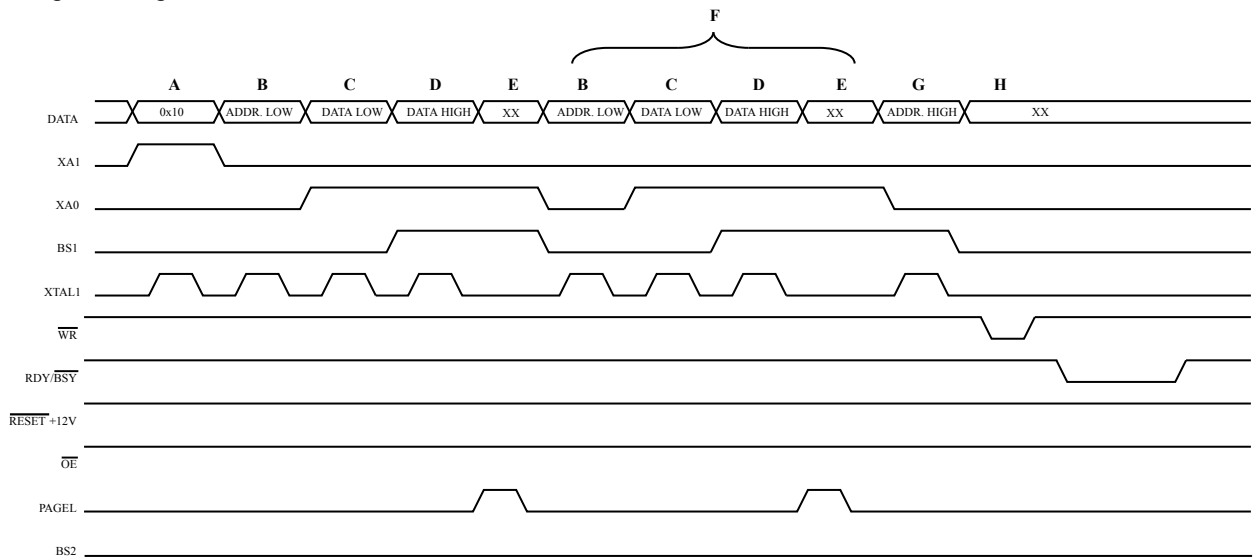 F
A B C D E B C D E G H
DATA 0x10 ADDR. LOW DATA LOW DATA HIGH XX ADDR. LOW DATA LOW DATA HIGH XX ADDR. HIGH XX
XA1
XA0
BS1
XTAL1
WR
RDY/BSY
RESET +12V
OE
PAGEL
BS2